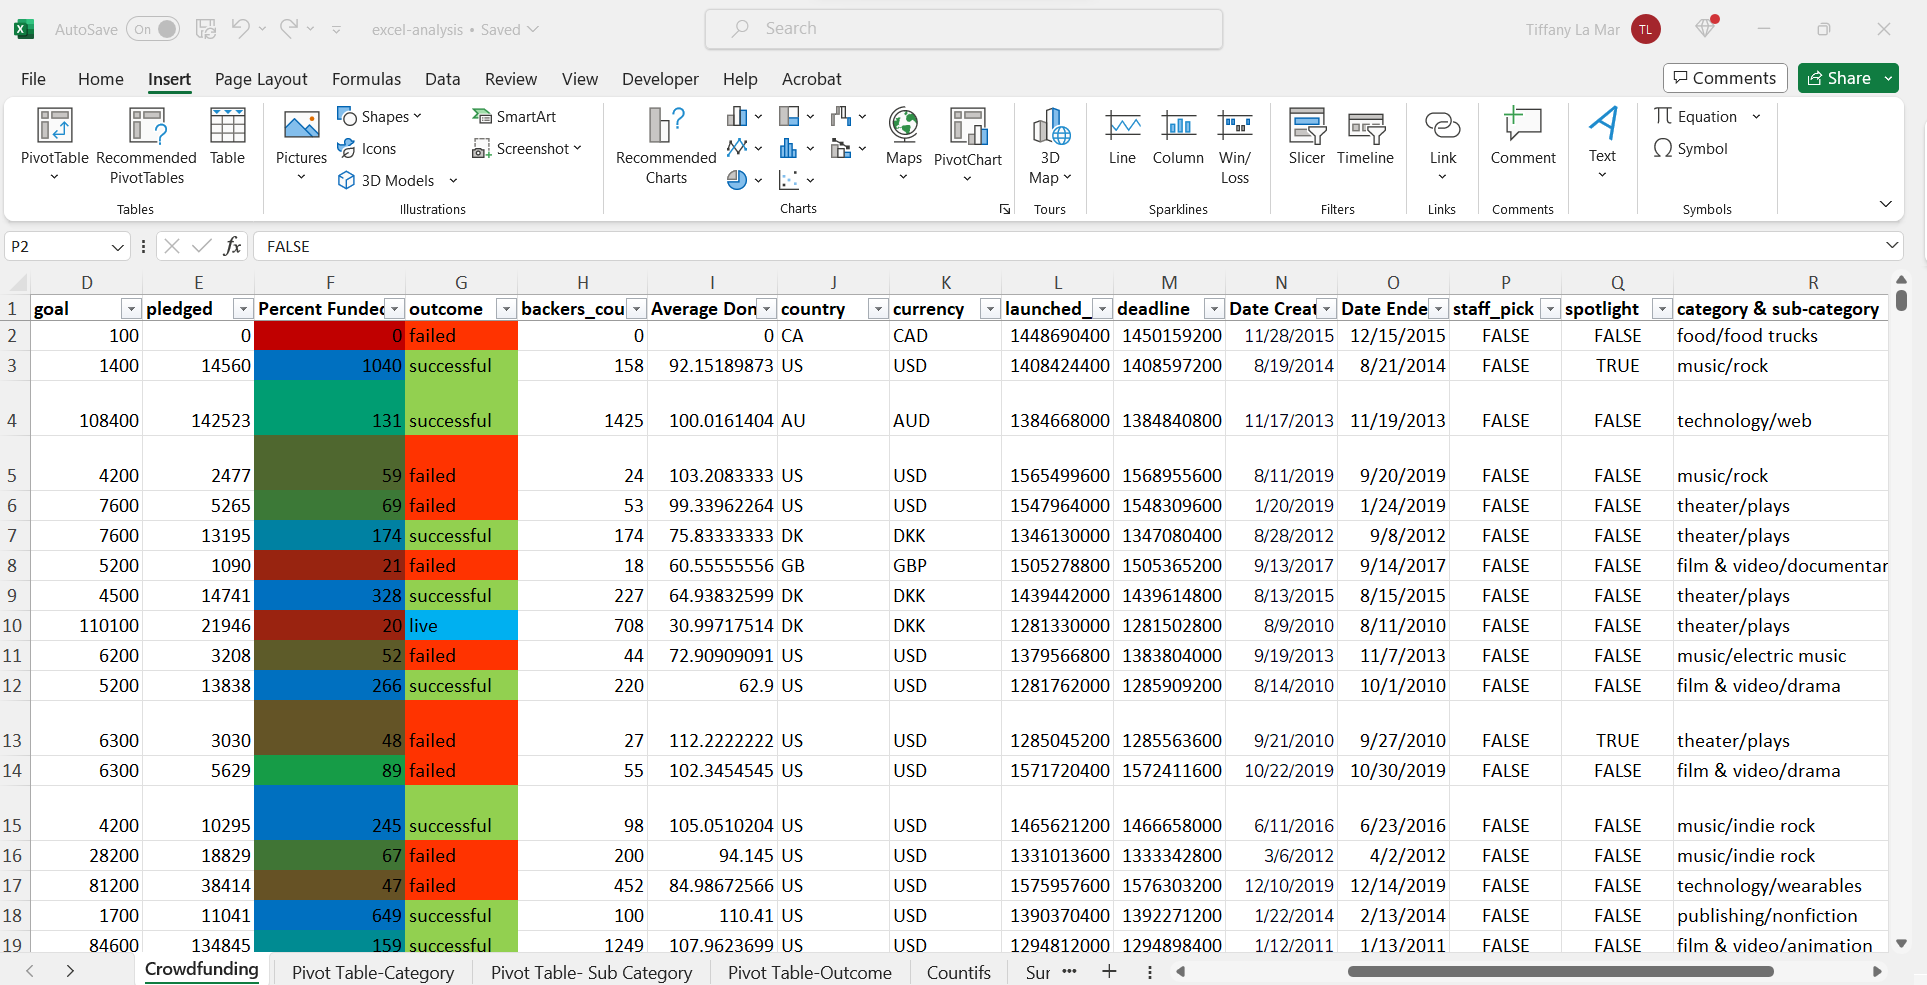 AutoSave On excel-analysis • Saved Search Tiffany La Mar TL
File Home Insert Page Layout Formulas Data Review View Developer Help Acrobat Comments Share
PivotTable Recommended PivotTables Table
Pictures Shapes Icons 3D Models SmartArt Screenshot
Recommended Charts Maps PivotChart 3D Map Line Column Win/Loss Slicer Timeline Link Comment Text Equation Symbol
Tables Illustrations Charts Tours Sparklines Filters Links Comments Symbols
P2 fx FALSE
D E F G H I J K L M N O P Q R
1 goal pledged Percent Funded outcome backers_cou Average Don country currency launched_ deadline Date Creat Date Ende staff_pick spotlight category & sub-category
2 100 0 0 failed 0 0 CA CAD 1448690400 1450159200 11/28/2015 12/15/2015 FALSE FALSE food/food trucks
3 1400 14560 1040 successful 158 92.15189873 US USD 1408424400 1408597200 8/19/2014 8/21/2014 FALSE TRUE music/rock
4 108400 142523 131 successful 1425 100.0161404 AU AUD 1384668000 1384840800 11/17/2013 11/19/2013 FALSE FALSE technology/web
5 4200 2477 59 failed 24 103.2083333 US USD 1565499600 1568955600 8/11/2019 9/20/2019 FALSE FALSE music/rock
6 7600 5265 69 failed 53 99.33962264 US USD 1547964000 1548309600 1/20/2019 1/24/2019 FALSE FALSE theater/plays
7 7600 13195 174 successful 174 75.83333333 DK DKK 1346130000 1347080400 8/28/2012 9/8/2012 FALSE FALSE theater/plays
8 5200 1090 21 failed 18 60.55555556 GB GBP 1505278800 1505365200 9/13/2017 9/14/2017 FALSE FALSE film & video/documentar
9 4500 14741 328 successful 227 64.93832599 DK DKK 1439442000 1439614800 8/13/2015 8/15/2015 FALSE FALSE theater/plays
10 110100 21946 20 live 708 30.99717514 DK DKK 1281330000 1281502800 8/9/2010 8/11/2010 FALSE FALSE theater/plays
11 6200 3208 52 failed 44 72.90909091 US USD 1379566800 1383804000 9/19/2013 11/7/2013 FALSE FALSE music/electric music
12 5200 13838 266 successful 220 62.9 US USD 1281762000 1285909200 8/14/2010 10/1/2010 FALSE FALSE film & video/drama
13 6300 3030 48 failed 27 112.2222222 US USD 1285045200 1285563600 9/21/2010 9/27/2010 FALSE TRUE theater/plays
14 6300 5629 89 failed 55 102.3454545 US USD 1571720400 1572411600 10/22/2019 10/30/2019 FALSE FALSE film & video/drama
15 4200 10295 245 successful 98 105.0510204 US USD 1465621200 1466658000 6/11/2016 6/23/2016 FALSE FALSE music/indie rock
16 28200 18829 67 failed 200 94.145 US USD 1331013600 1333342800 3/6/2012 4/2/2012 FALSE FALSE music/indie rock
17 81200 38414 47 failed 452 84.98672566 US USD 1575957600 1576303200 12/10/2019 12/14/2019 FALSE FALSE technology/wearables
18 1700 11041 649 successful 100 110.41 US USD 1390370400 1392271200 1/22/2014 2/13/2014 FALSE FALSE publishing/nonfiction
19 84600 134845 159 successful 1249 107.9623699 US USD 1294812000 1294898400 1/12/2011 1/13/2011 FALSE FALSE film & video/animation
Crowdfunding Pivot Table-Category Pivot Table- Sub Category Pivot Table-Outcome Countifs Sur ...